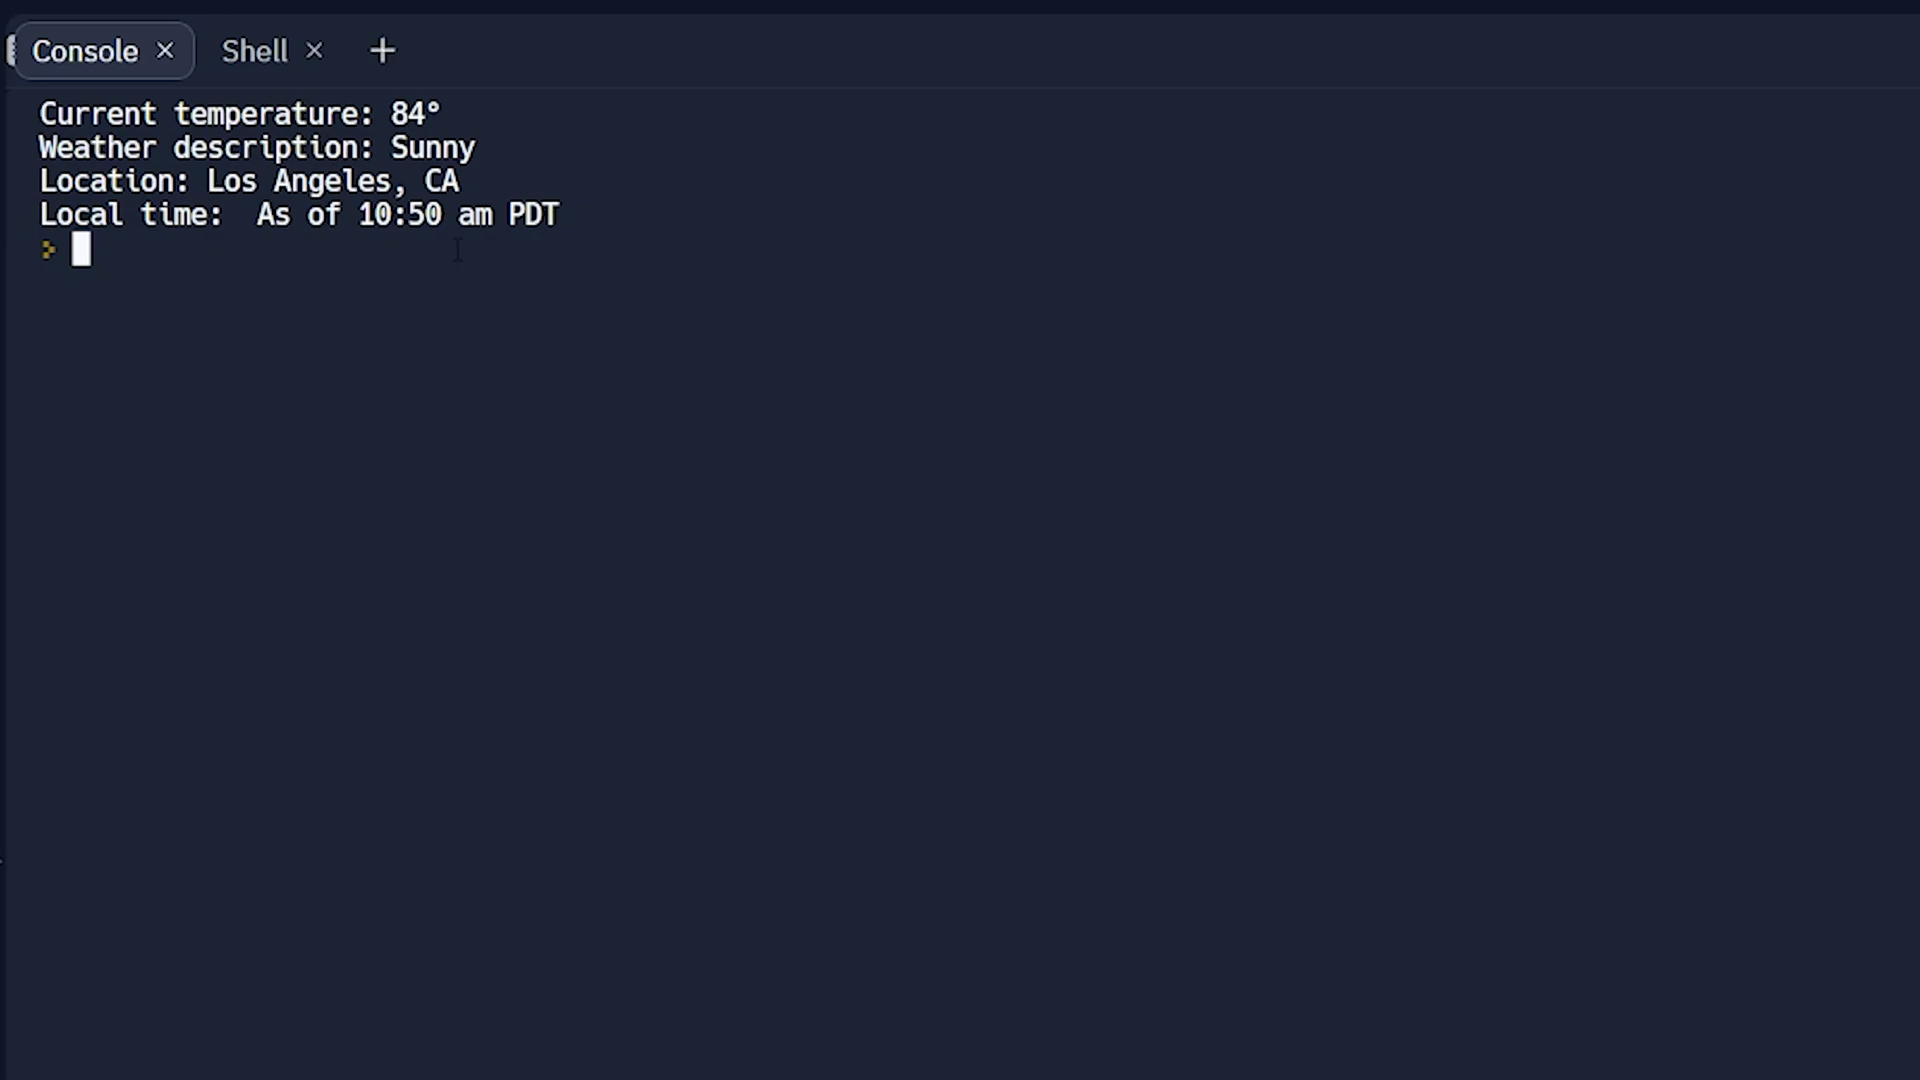 Console × Shell × +
Current temperature: 84°
Weather description: Sunny
Location: Los Angeles, CA
Local time:  As of 10:50 am PDT
>